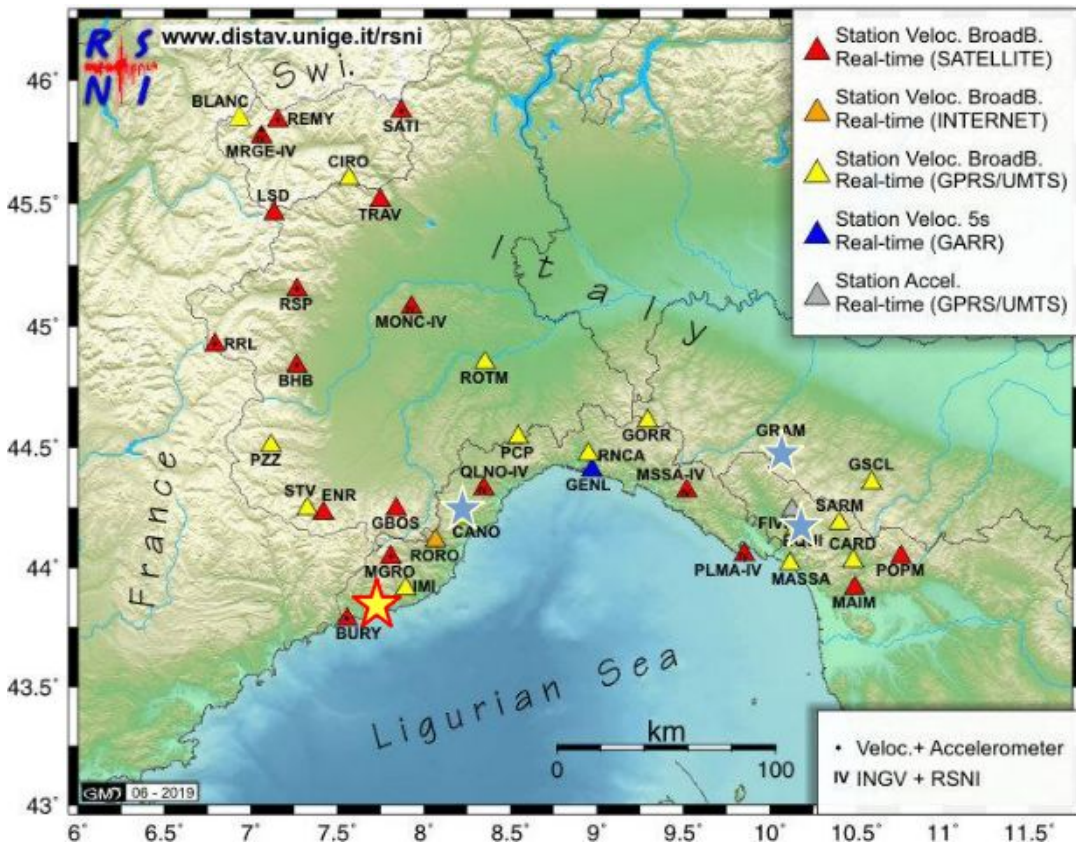 R S
N I
www.distav.unige.it/rsni
Swi.
Italy
France
Ligurian Sea
Station Veloc. BroadB.
Real-time (SATELLITE)
Station Veloc. BroadB.
Real-time (INTERNET)
Station Veloc. BroadB.
Real-time (GPRS/UMTS)
Station Veloc. 5s
Real-time (GARR)
Station Accel.
Real-time (GPRS/UMTS)
BLANC
REMY
SATI
MRGE-IV
CIRO
LSD
TRAV
RSP
MONC-IV
RRL
BHB
ROTM
PZZ
PCP
GORR
RNCA
GRAM
GSCL
QLNO-IV
GENL
MSSA-IV
STV
ENR
GBOS
CANO
SARM
FIV
RORO
CARD
MGRO
PLMA-IV
MASSA
POPM
IMI
MAIM
BURY
km
0 100
• Veloc.+ Accelerometer
IV INGV + RSNI
GMT 06 - 2019
46˚
45.5˚
45˚
44.5˚
44˚
43.5˚
43˚
6˚ 6.5˚ 7˚ 7.5˚ 8˚ 8.5˚ 9˚ 9.5˚ 10˚ 10.5˚ 11˚ 11.5˚